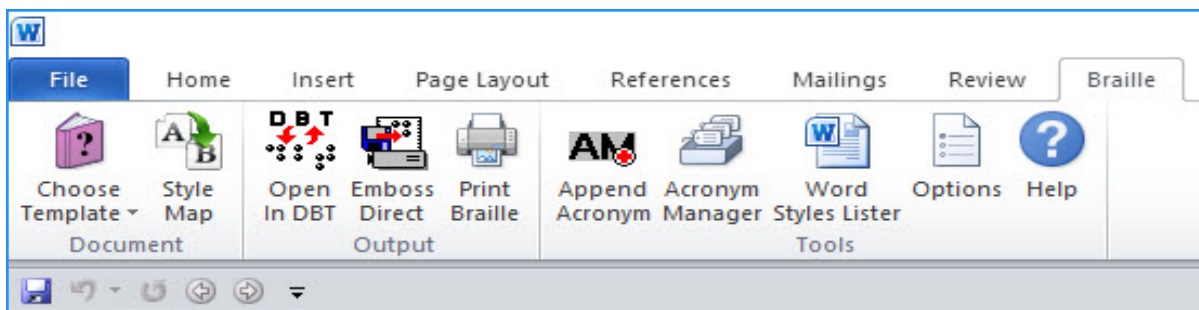 W
File Home Insert Page Layout References Mailings Review Braille
D B T
? A B AM W ?
Choose Style Open Emboss Print Append Acronym Word Options Help
Template Map In DBT Direct Braille Acronym Manager Styles Lister
Document Output Tools